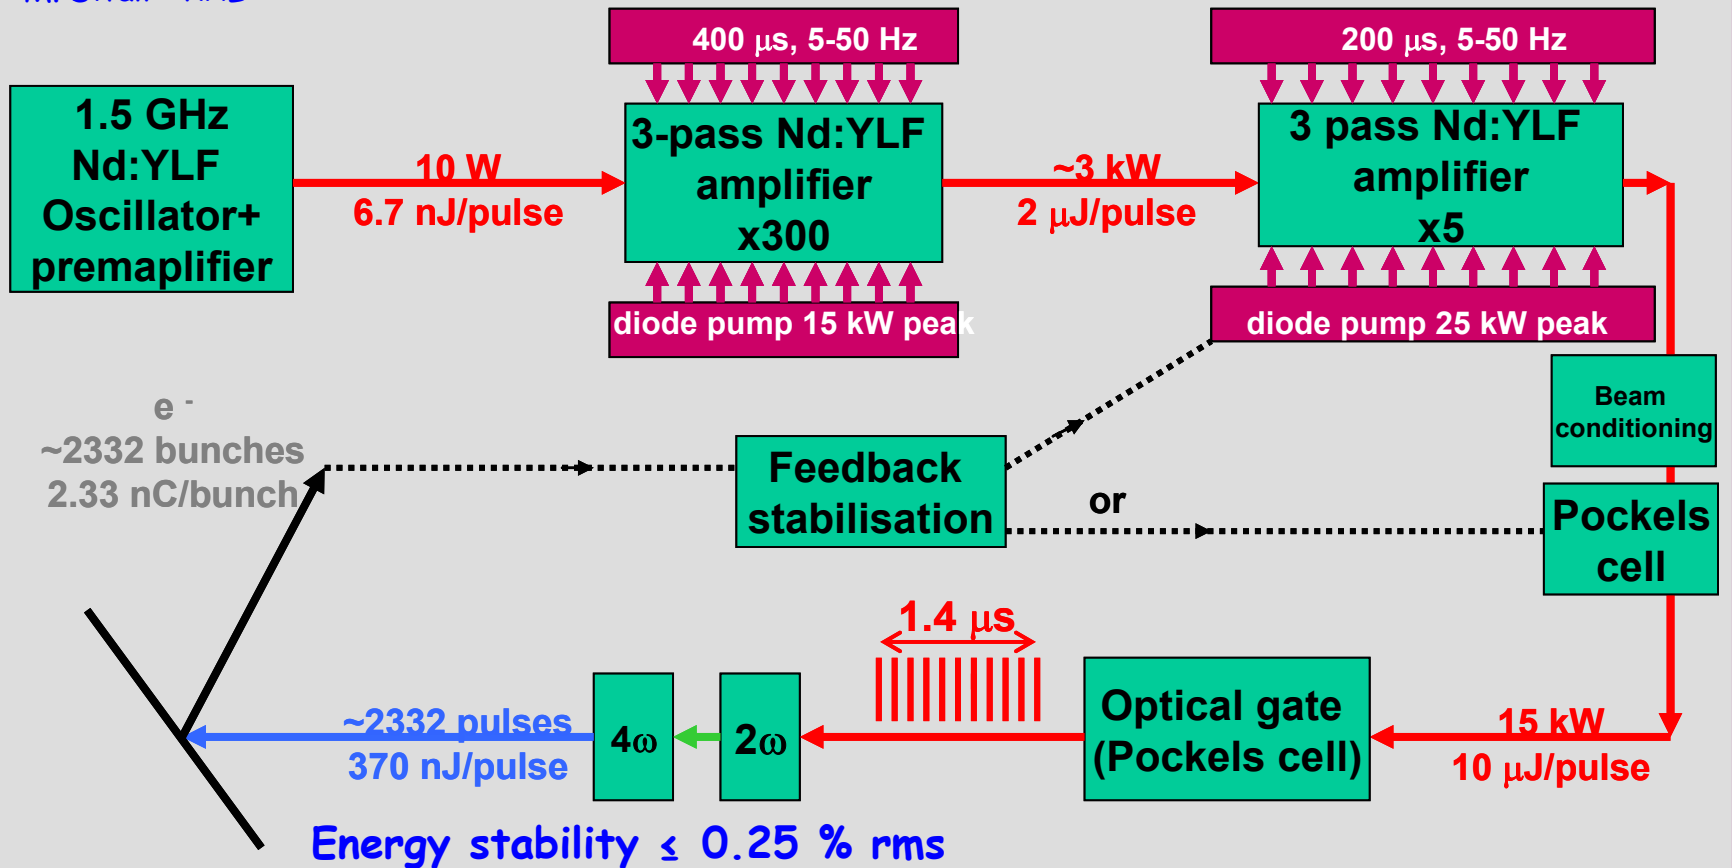 400 μs, 5-50 Hz
200 μs, 5-50 Hz
1.5 GHz
Nd:YLF
Oscillator+
premaplifier
10 W
6.7 nJ/pulse
3-pass Nd:YLF
amplifier
x300
~3 kW
2 μJ/pulse
3 pass Nd:YLF
amplifier
x5
diode pump 15 kW peak
diode pump 25 kW peak
Beam
conditioning
e -
~2332 bunches
2.33 nC/bunch
Feedback
stabilisation
or
Pockels
cell
1.4 μs
~2332 pulses
370 nJ/pulse
4ω
2ω
Optical gate
(Pockels cell)
15 kW
10 μJ/pulse
Energy stability ≤ 0.25 % rms